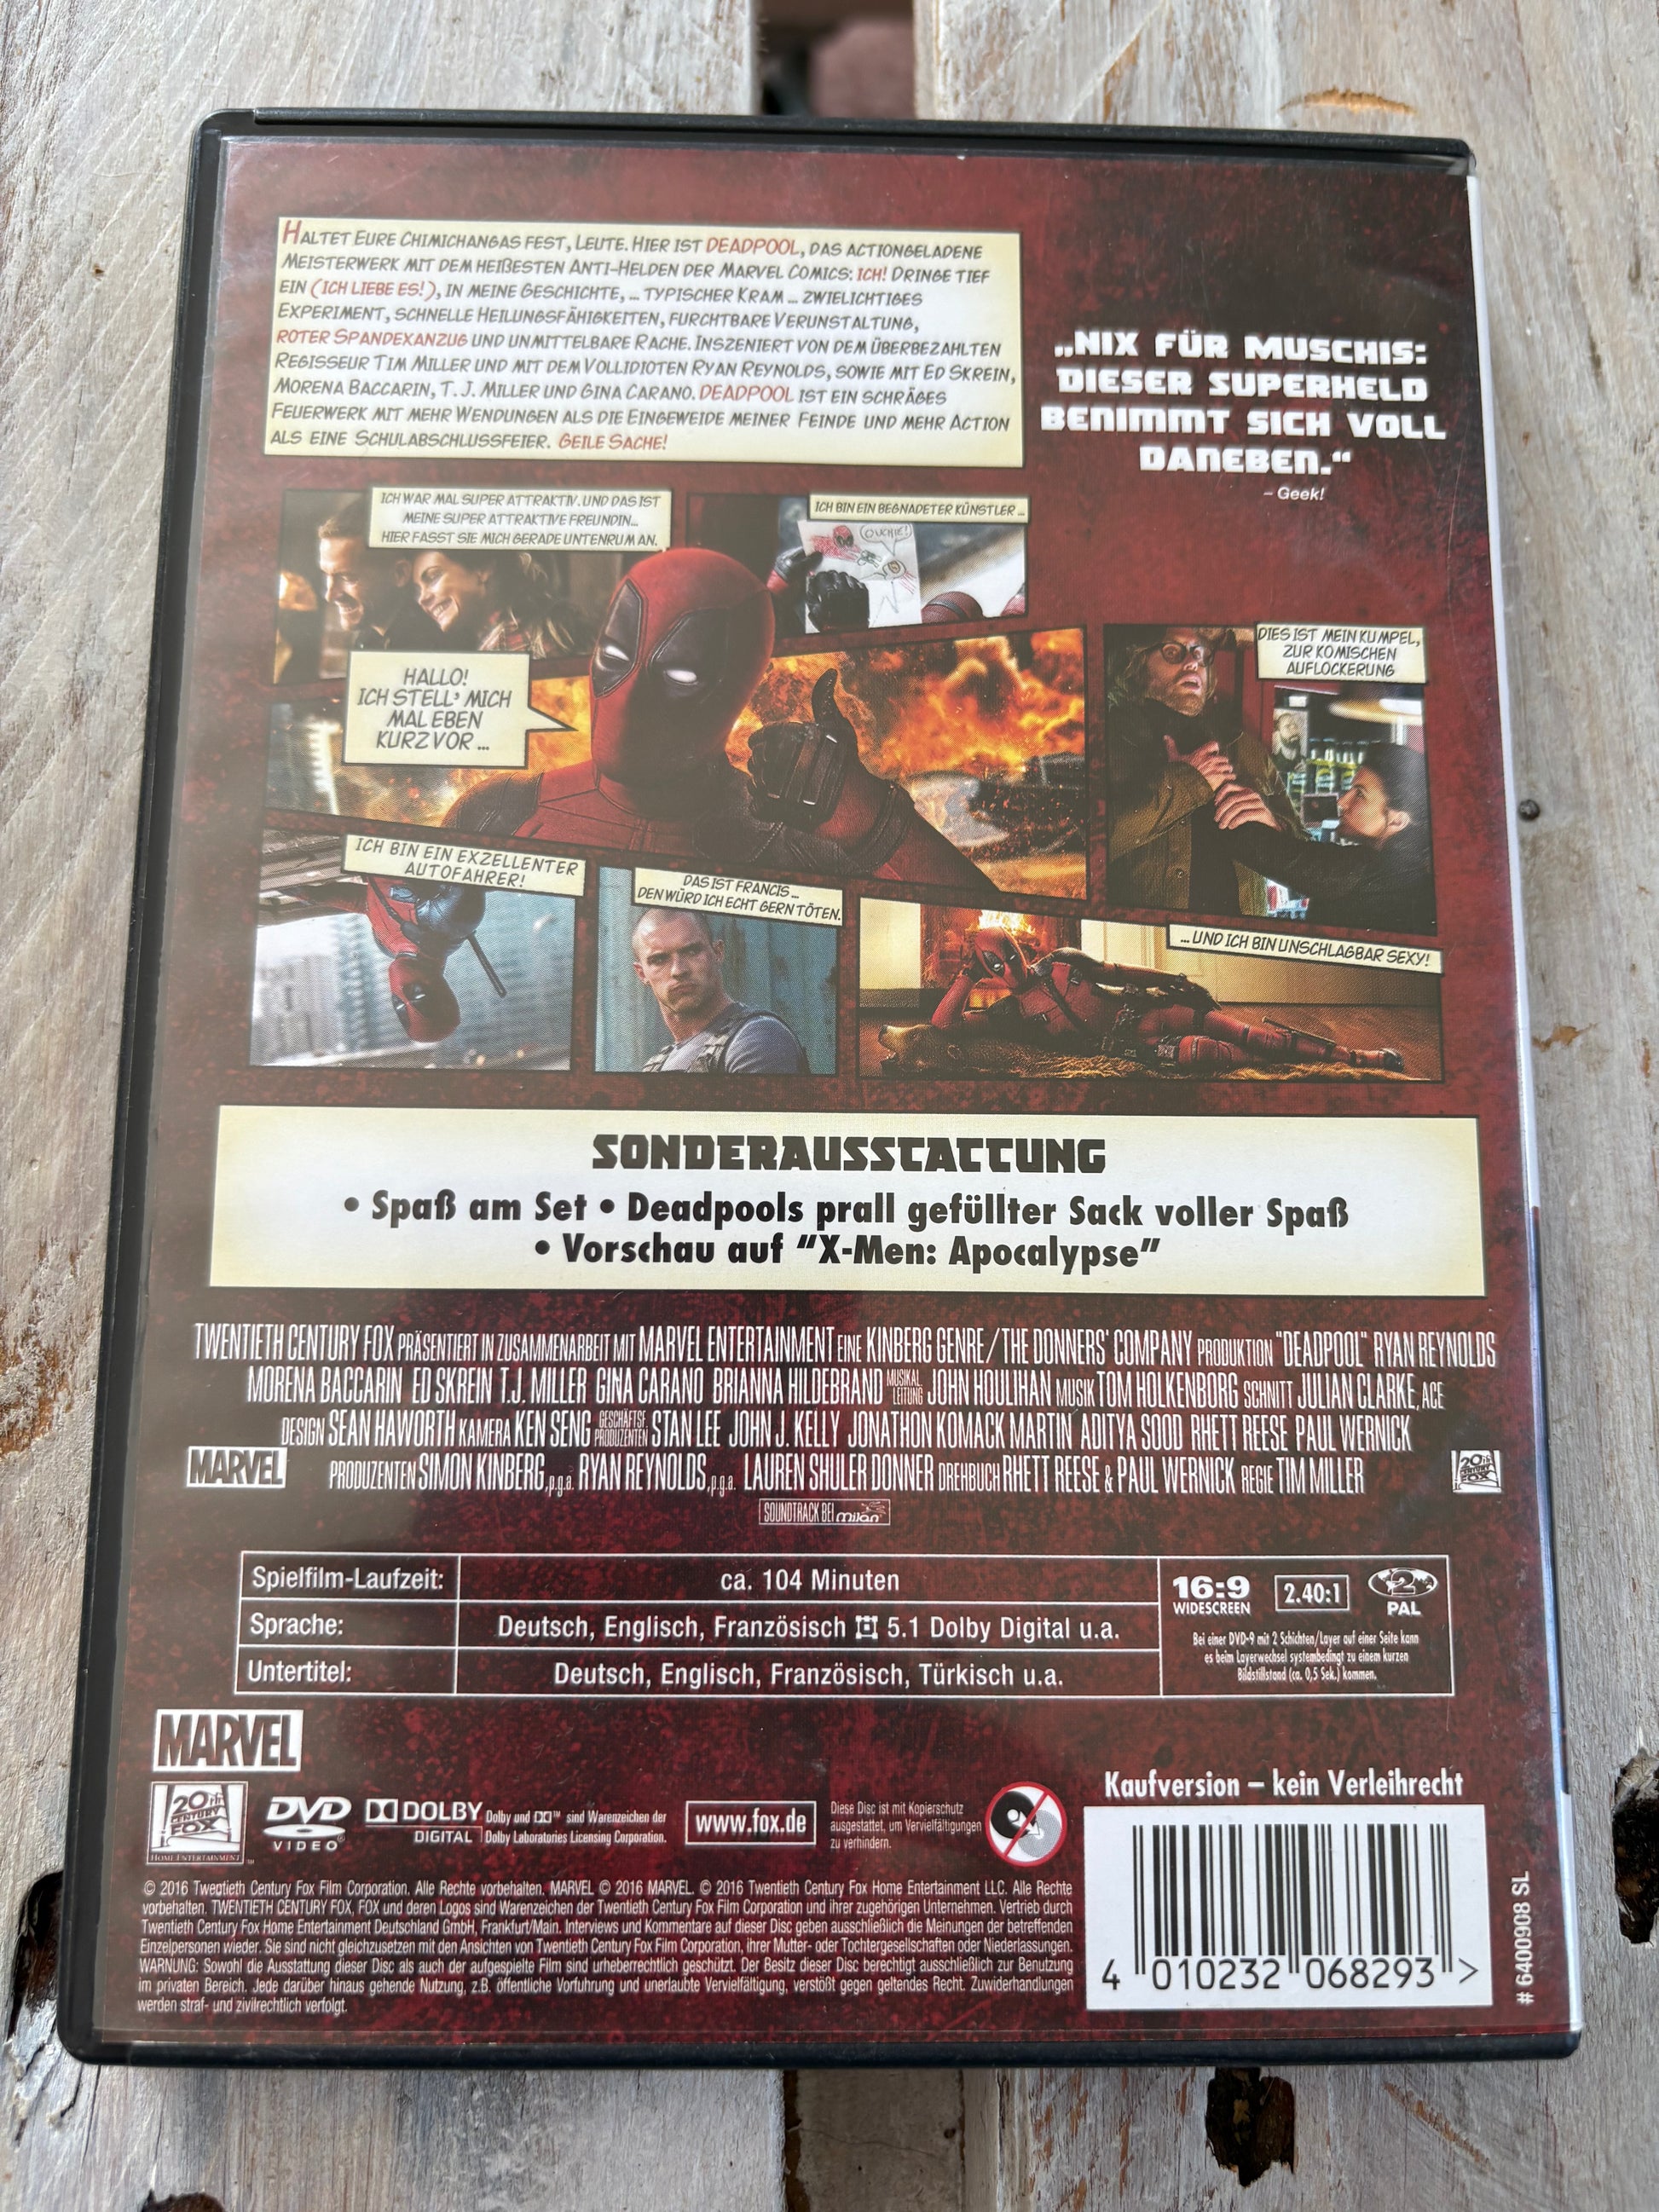 HALTET EURE CHIMICHANGAS FEST, LEUTE. HIER IST DEADPOOL, DAS ACTIONGELADENE
MEISTERWERK MIT DEM HEIßESTEN ANTI-HELDEN DER MARVEL COMICS: ICH! DRINGE TIEF
EIN (ICH LIEBE ES!), IN MEINE GESCHICHTE, ... TYPISCHER KRAM ... ZWIELICHTIGES
EXPERIMENT, SCHNELLE HEILUNGSFÄHIGKEITEN, FURCHTBARE VERUNSTALTUNG,
ROTER SPANDEXANZUG UND UNMITTELBARE RACHE. INSZENIERT VON DEM ÜBERBEZAHLTEN
REGISSEUR TIM MILLER UND MIT DEM VOLLIDIOTEN RYAN REYNOLDS, SOWIE MIT ED SKREIN,
MORENA BACCARIN, T.J. MILLER UND GINA CARANO. DEADPOOL IST EIN SCHRÄGES
FEUERWERK MIT MEHR WENDUNGEN ALS DIE EINGEWEIDE MEINER FEINDE UND MEHR ACTION
ALS EINE SCHULABSCHLUSSFEIER. GEILE SACHE!
„NIX FÜR MUSCHIS:
DIESER SUPERHELD
BENIMMT SICH VOLL
DANEBEN.“
– Geek!
ICH WAR MAL SUPER ATTRAKTIV. UND DAS IST
MEINE SUPER ATTRAKTIVE FREUNDIN...
HIER FASST SIE MICH GERADE UNTENRUM AN.
ICH BIN EIN BEGNADETER KÜNSTLER ...
OUCHIE!
HALLO!
ICH STELL' MICH
MAL EBEN
KURZ VOR ...
DIES IST MEIN KUMPEL,
ZUR KOMISCHEN
AUFLOCKERUNG
ICH BIN EIN EXZELLENTER
AUTOFAHRER!
DAS IST FRANCIS ...
DEN WÜRD ICH ECHT GERN TÖTEN.
... UND ICH BIN UNSCHLAGBAR SEXY!
SONDERAUSSTATTUNG
• Spaß am Set • Deadpools prall gefüllter Sack voller Spaß
• Vorschau auf “X-Men: Apocalypse”
TWENTIETH CENTURY FOX PRÄSENTIERT IN ZUSAMMENARBEIT MIT MARVEL ENTERTAINMENT EINE KINBERG GENRE/THE DONNERS' COMPANY PRODUKTION "DEADPOOL" RYAN REYNOLDS
MORENA BACCARIN ED SKREIN T.J. MILLER GINA CARANO BRIANNA HILDEBRAND MUSIKAL. LEITUNG JOHN HOULIHAN MUSIK TOM HOLKENBORG SCHNITT JULIAN CLARKE, ACE
DESIGN SEAN HAWORTH KAMERA KEN SENG GESCHÄFTSF. PRODUZENTEN STAN LEE JOHN J. KELLY JONATHON KOMACK MARTIN ADITYA SOOD RHETT REESE PAUL WERNICK
MARVEL PRODUZENTEN SIMON KINBERG, p.g.a. RYAN REYNOLDS, p.g.a. LAUREN SHULER DONNER DREHBUCH RHETT REESE & PAUL WERNICK REGIE TIM MILLER 20th CENTURY FOX
SOUNDTRACK BEI milan
Spielfilm-Laufzeit: ca. 104 Minuten
Sprache: Deutsch, Englisch, Französisch 5.1 Dolby Digital u.a.
Untertitel: Deutsch, Englisch, Französisch, Türkisch u.a.
16:9 2.40:1 2
WIDESCREEN PAL
Bei einer DVD-9 mit 2 Schichten/Layer auf einer Seite kann
es beim Layerwechsel systembedingt zu einem kurzen
Bildstillstand (ca. 0,5 Sek.) kommen.
MARVEL
20th CENTURY FOX
HOME ENTERTAINMENT
DVD
VIDEO
DOLBY
DIGITAL
Dolby und DD™ sind Warenzeichen der
Dolby Laboratories Licensing Corporation.
www.fox.de
Diese Disc ist mit Kopierschutz
ausgestattet, um Vervielfältigungen
zu verhindern.
Kaufversion – kein Verleihrecht
© 2016 Twentieth Century Fox Film Corporation. Alle Rechte vorbehalten. MARVEL © 2016 MARVEL. © 2016 Twentieth Century Fox Home Entertainment LLC. Alle Rechte
vorbehalten. TWENTIETH CENTURY FOX, FOX und deren Logos sind Warenzeichen der Twentieth Century Fox Film Corporation und ihrer zugehörigen Unternehmen. Vertrieb durch
Twentieth Century Fox Home Entertainment Deutschland GmbH, Frankfurt/Main. Interviews und Kommentare auf dieser Disc geben ausschließlich die Meinungen der betreffenden
Einzelpersonen wieder. Sie sind nicht gleichzusetzen mit den Ansichten von Twentieth Century Fox Film Corporation, ihrer Mutter- oder Tochtergesellschaften oder Niederlassungen.
WARNUNG: Sowohl die Ausstattung dieser Disc als auch der aufgespielte Film sind urheberrechtlich geschützt. Der Besitz dieser Disc berechtigt ausschließlich zur Benutzung
im privaten Bereich. Jede darüber hinaus gehende Nutzung, z.B. öffentliche Vorführung und unerlaubte Vervielfältigung, verstößt gegen geltendes Recht. Zuwiderhandlungen
werden straf- und zivilrechtlich verfolgt.
4 010232 068293 >
# 6400908 SL